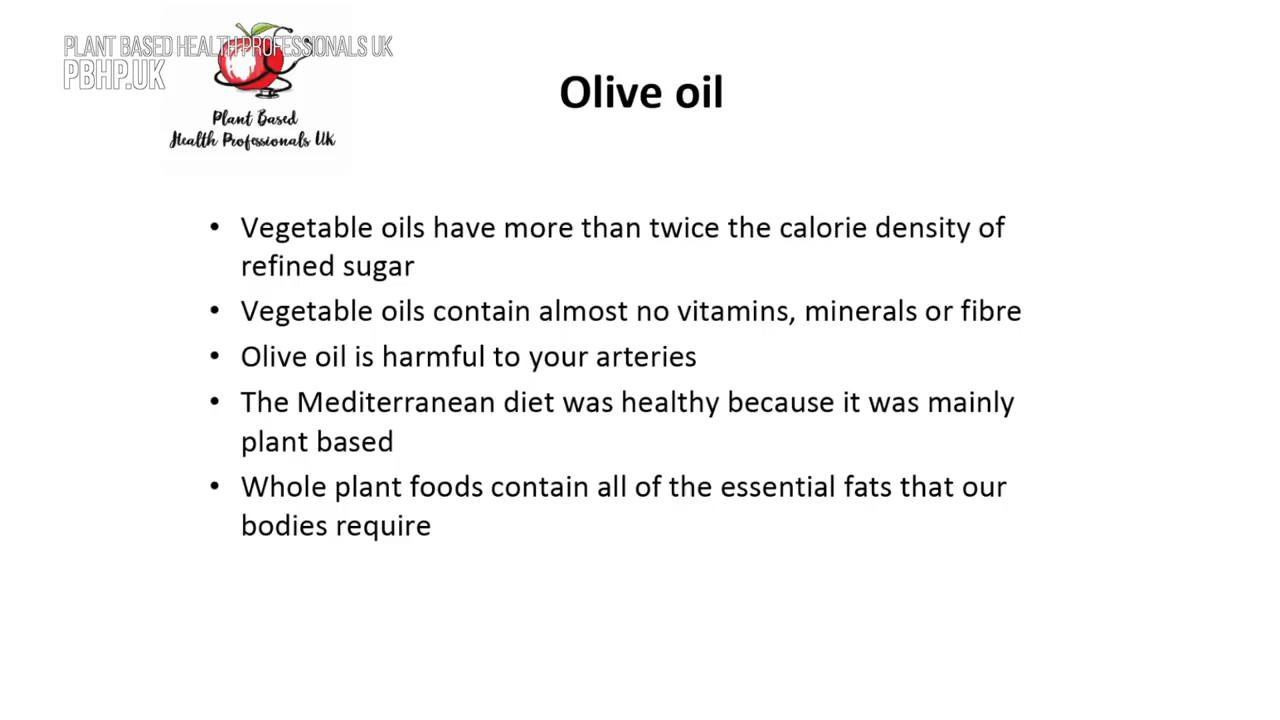 PLANT BASED HEALTH PROFESSIONALS UK
PBHP.UK
Plant Based
Health Professionals UK
Olive oil
• Vegetable oils have more than twice the calorie density of
refined sugar
• Vegetable oils contain almost no vitamins, minerals or fibre
• Olive oil is harmful to your arteries
• The Mediterranean diet was healthy because it was mainly
plant based
• Whole plant foods contain all of the essential fats that our
bodies require